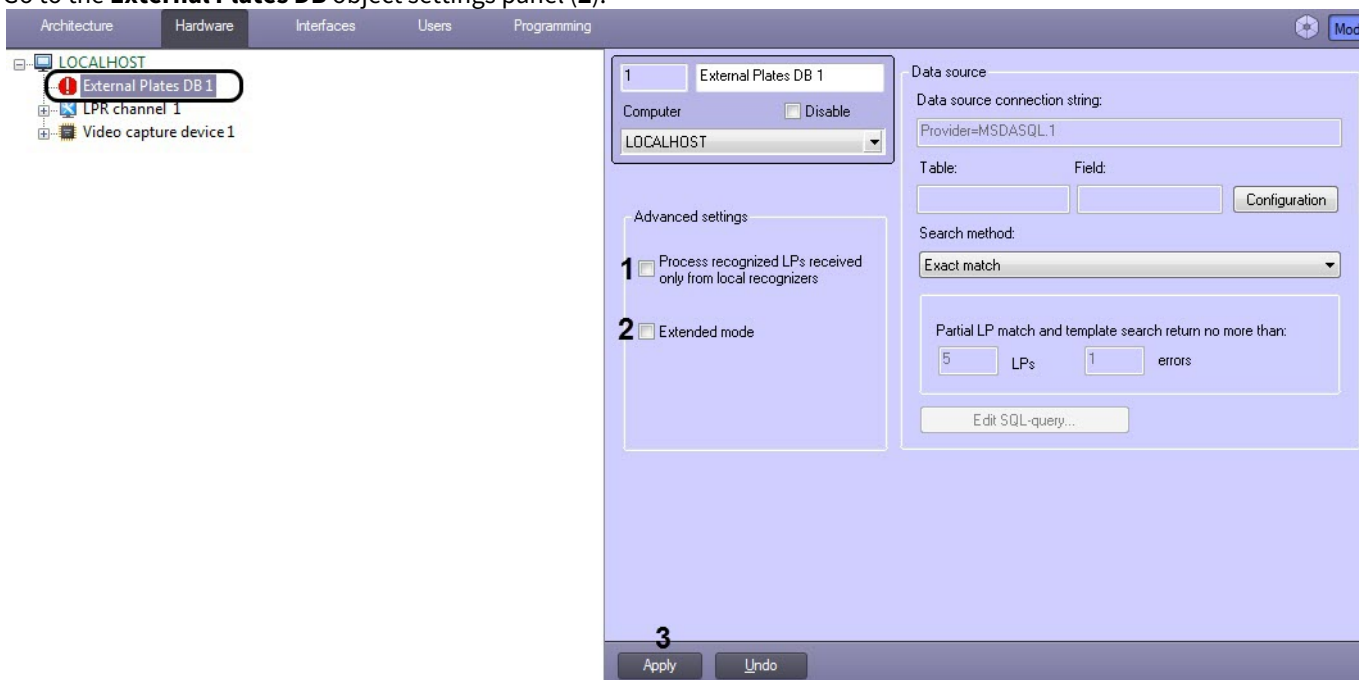 Go to the External Plates DB object settings panel (2).
Architecture Hardware Interfaces Users Programming
LOCALHOST
External Plates DB 1
LPR channel 1
Video capture device 1
1 External Plates DB 1
Computer Disable
LOCALHOST
Advanced settings
1 Process recognized LPs received
only from local recognizers
2 Extended mode
Data source
Data source connection string:
Provider=MSDASQL.1
Table: Field:
Configuration
Search method:
Exact match
Partial LP match and template search return no more than:
5 LPs 1 errors
Edit SQL-query...
3
Apply Undo